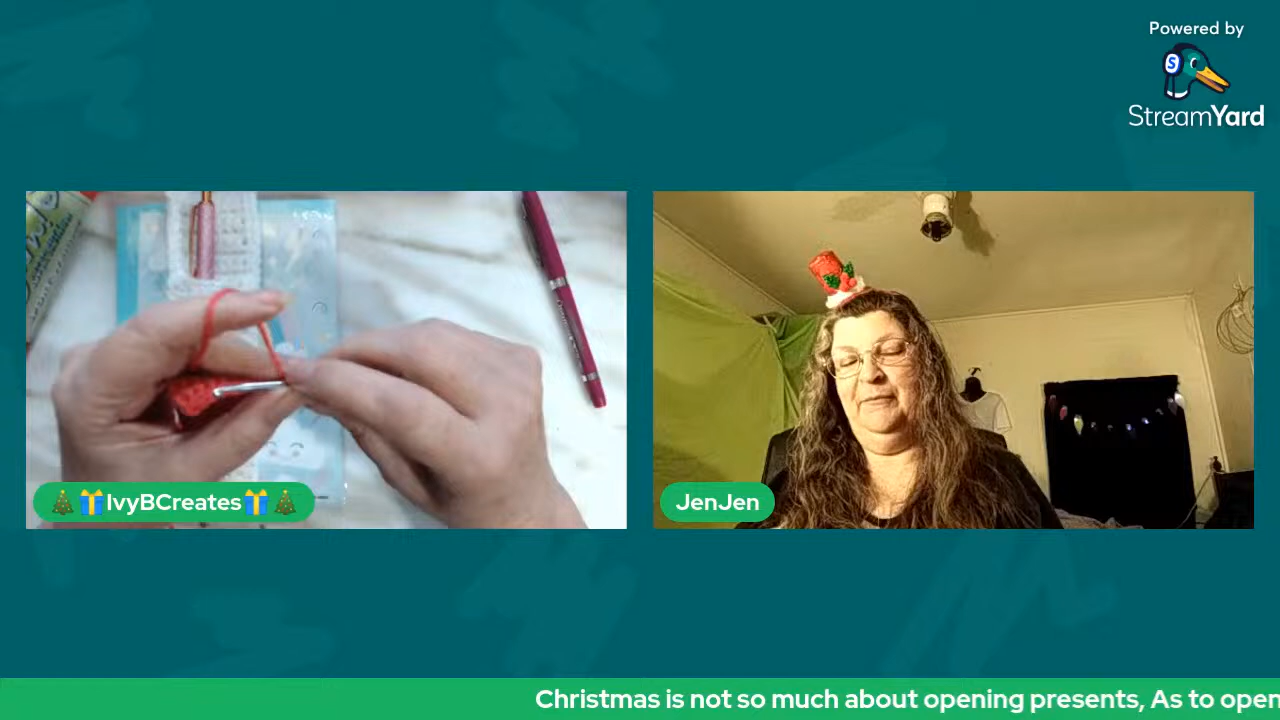 Powered by
S
StreamYard
🎄🎁IvyBCreates🎁🎄
JenJen
Christmas is not so much about opening presents, As to open